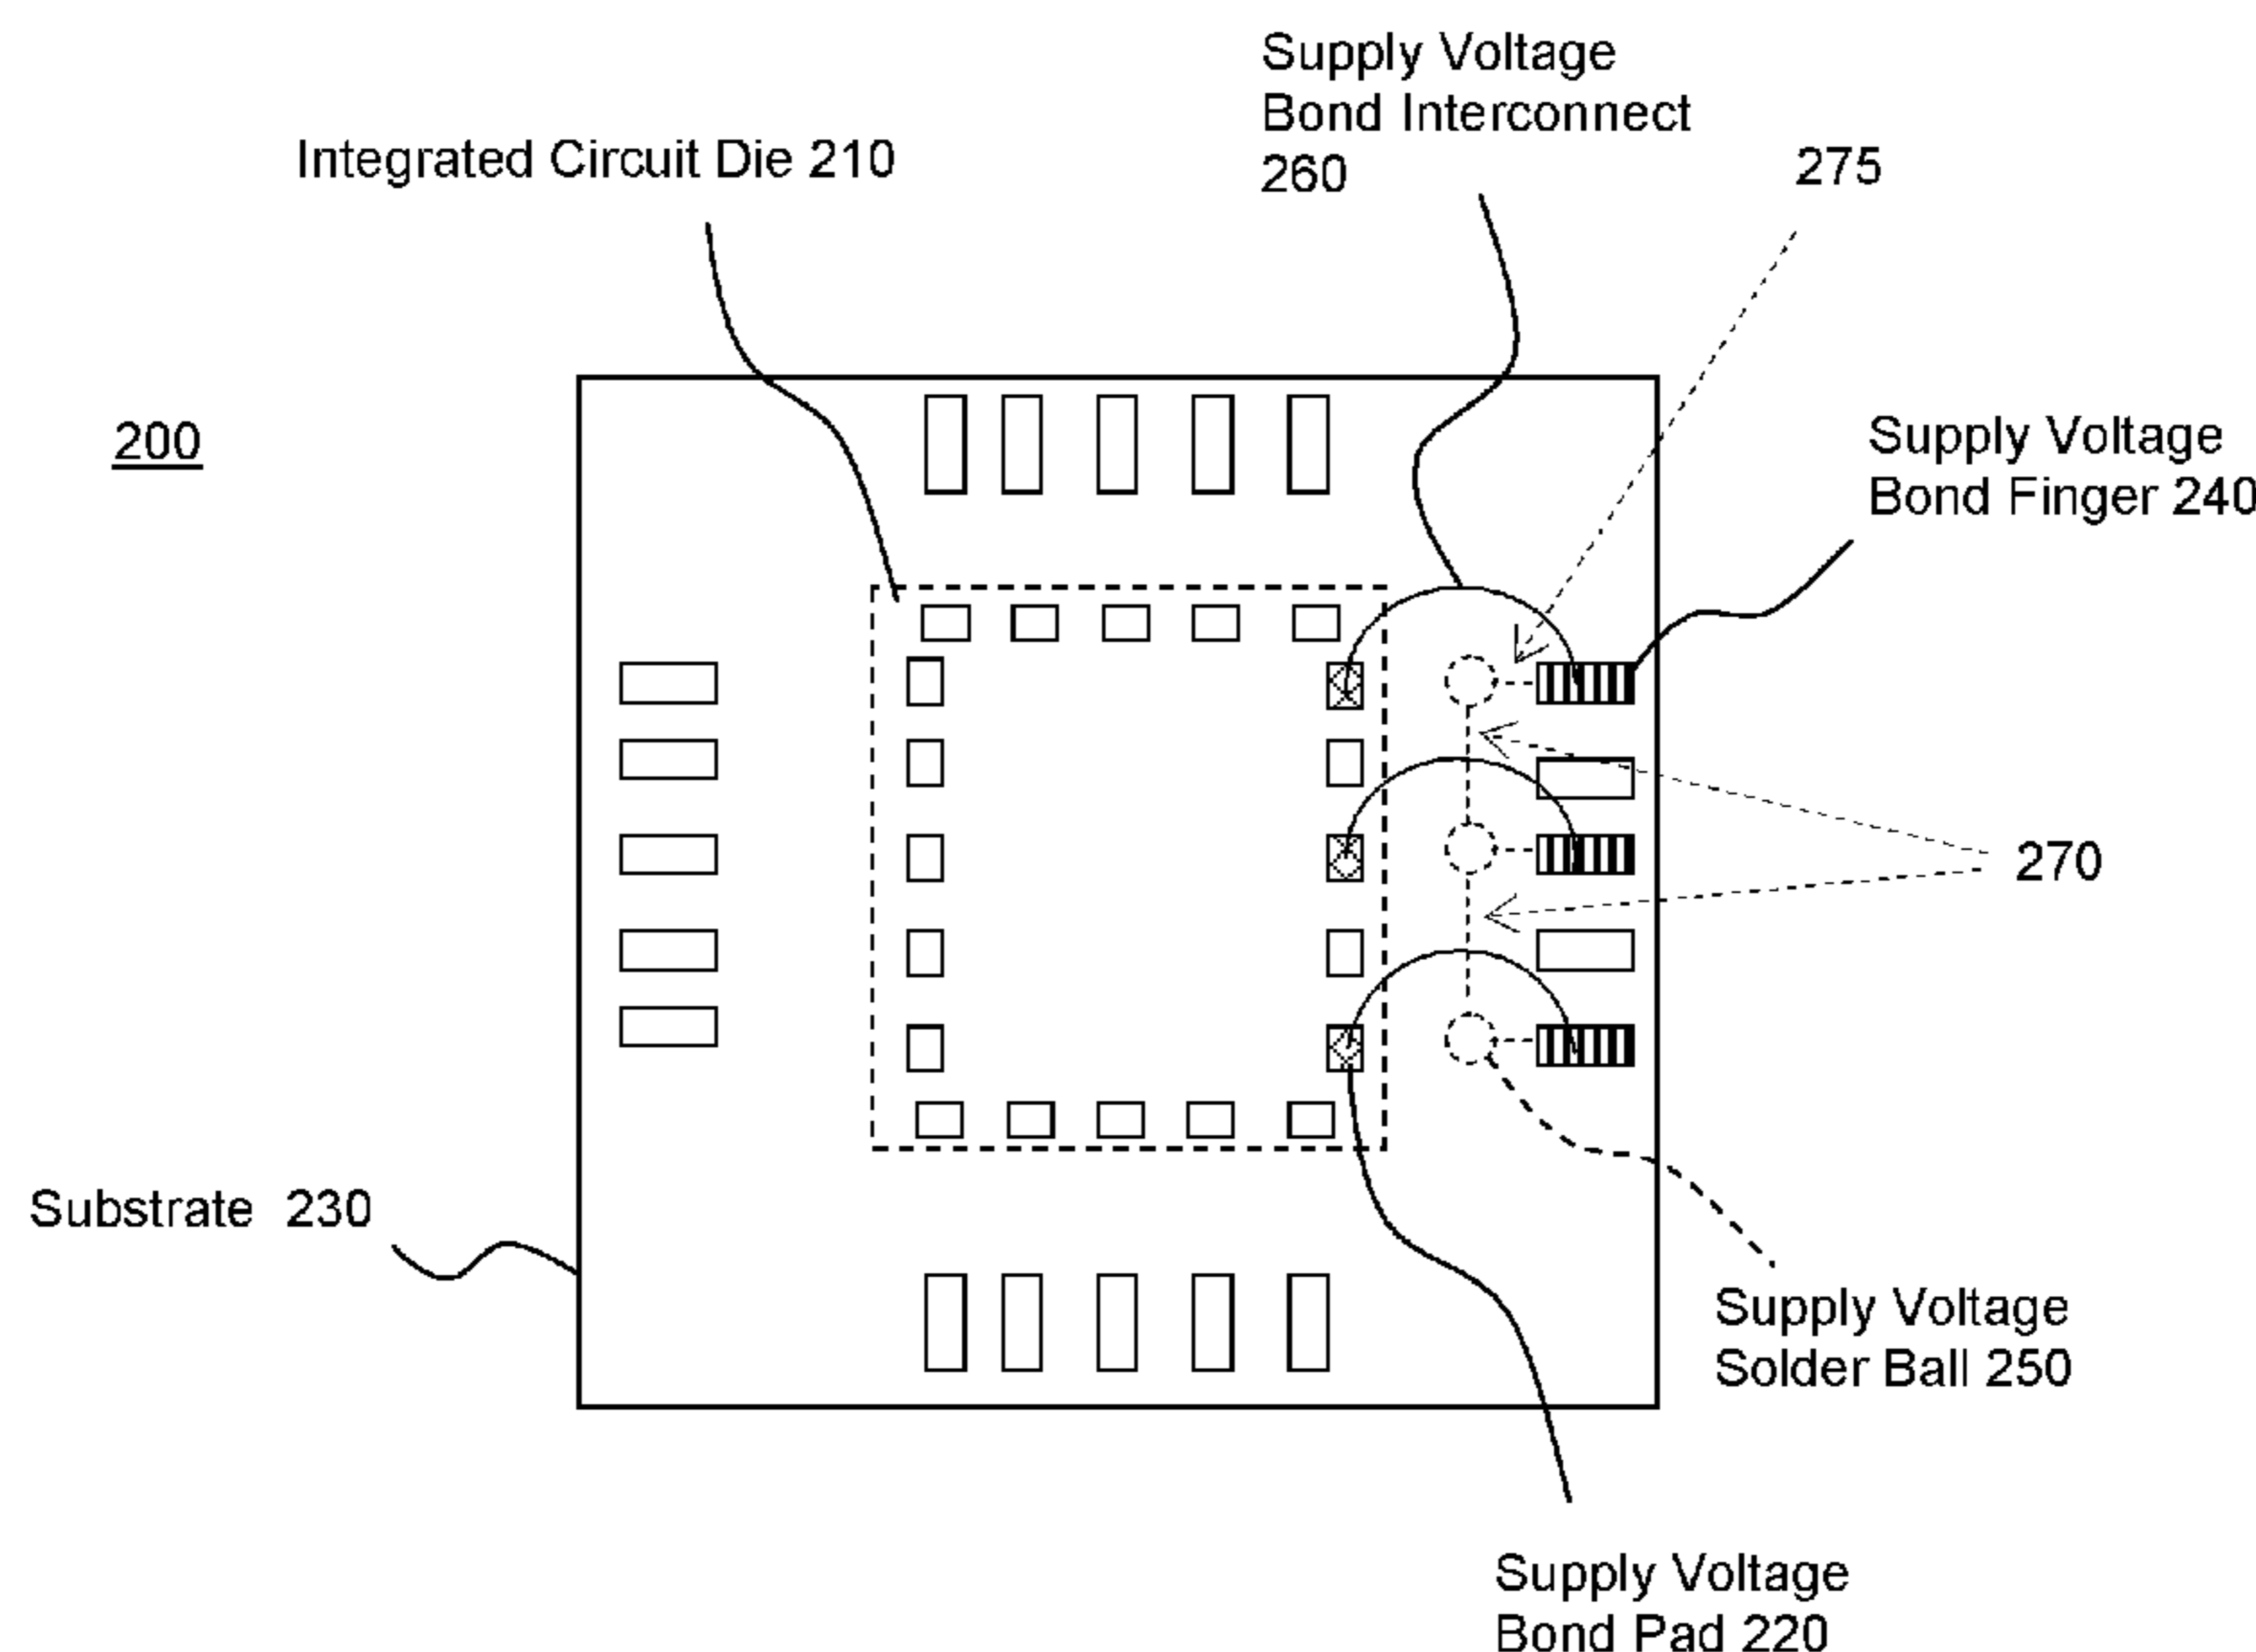 Supply Voltage
Bond Interconnect
260
Integrated Circuit Die 210
275
200
Supply Voltage
Bond Finger 240
270
Substrate 230
Supply Voltage
Solder Ball 250
Supply Voltage
Bond Pad 220